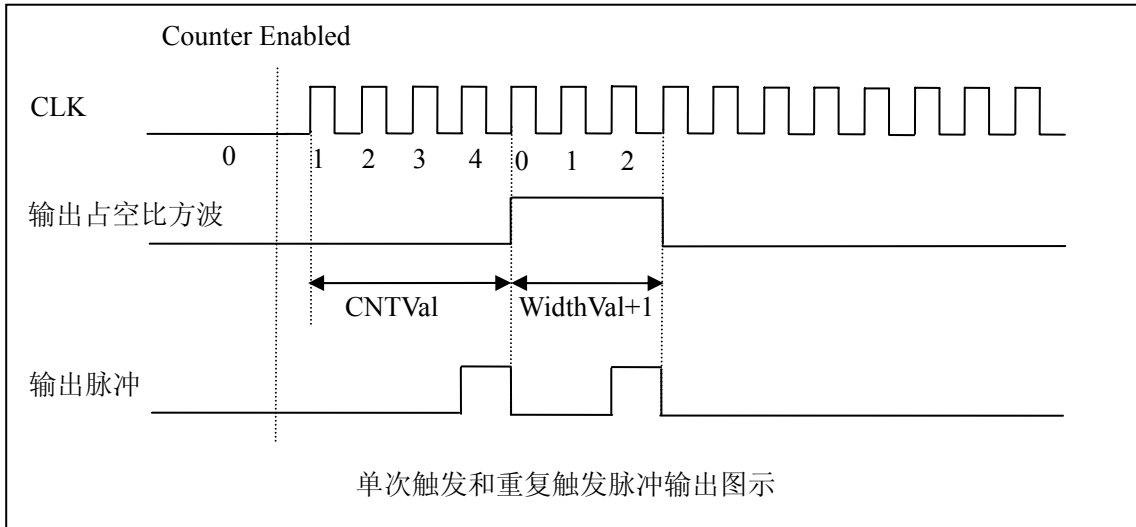 Counter Enabled
CLK
0 1 2 3 4 0 1 2
输出占空比方波
CNTVal WidthVal+1
输出脉冲
单次触发和重复触发脉冲输出图示